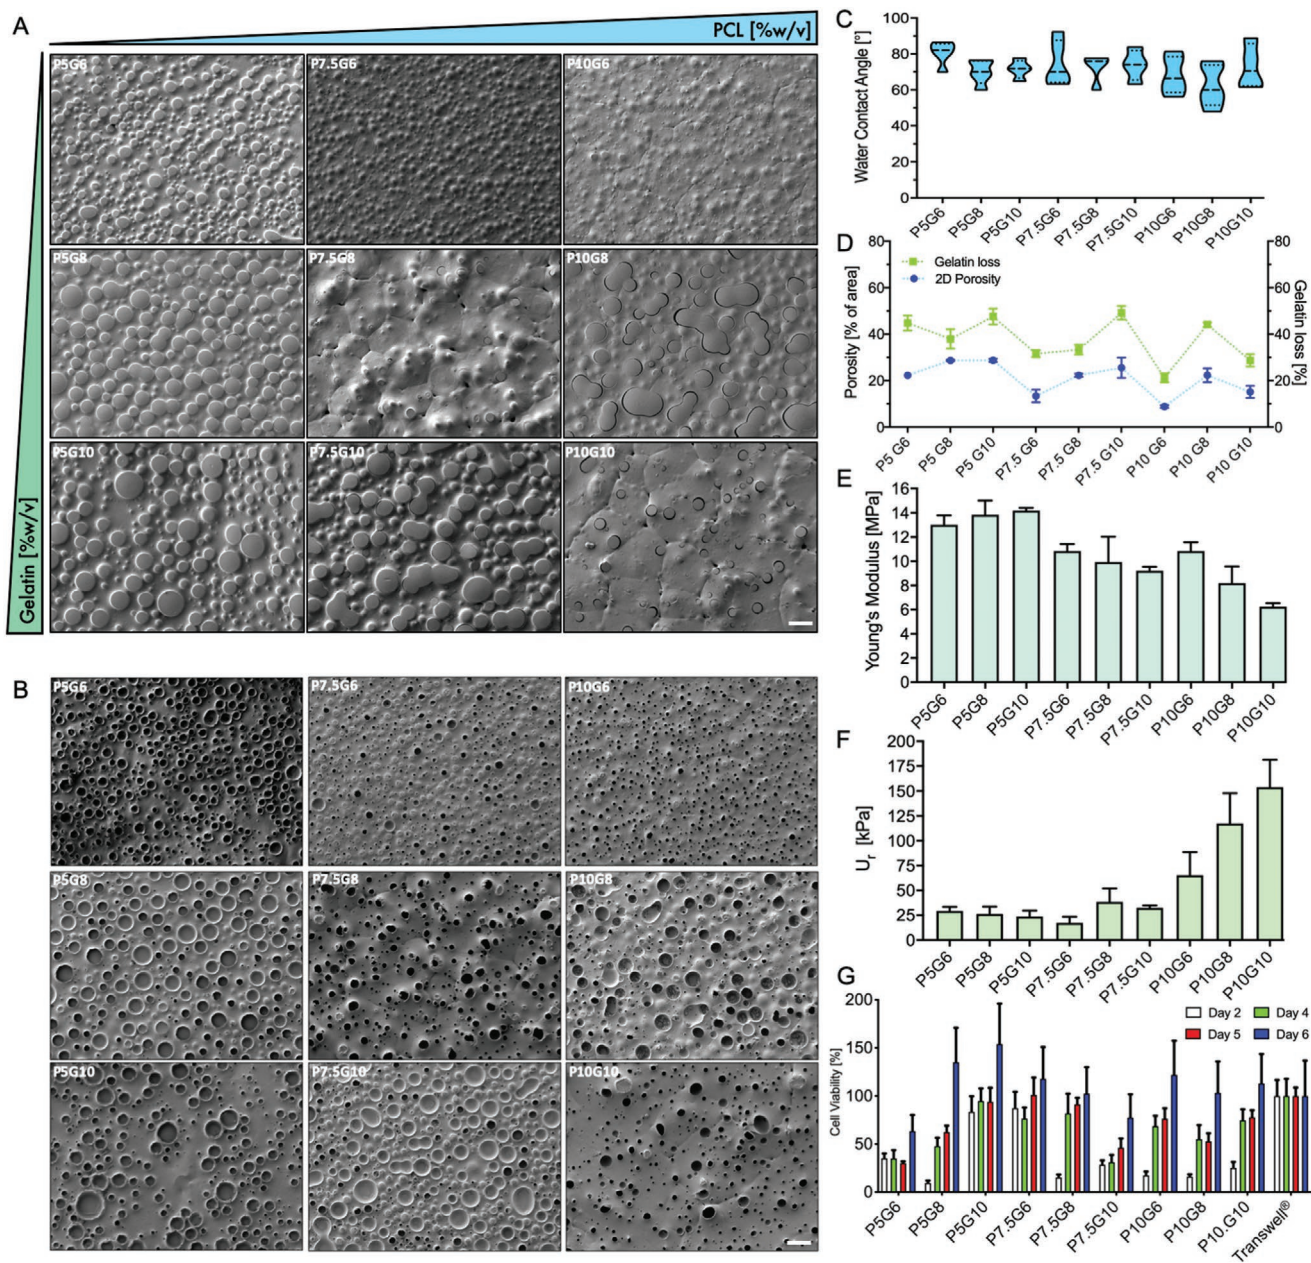 A
PCL [%w/v]
Gelatin [%w/v]
P5G6
P7.5G6
P10G6
P5G8
P7.5G8
P10G8
P5G10
P7.5G10
P10G10
B
P5G6
P7.5G6
P10G6
P5G8
P7.5G8
P10G8
P5G10
P7.5G10
P10G10
C
Water Contact Angle [°]
100
80
60
40
20
0
P5G6
P5G8
P5G10
P7.5G6
P7.5G8
P7.5G10
P10G6
P10G8
P10G10
D
Porosity [% of area]
80
60
40
20
0
Gelatin loss
2D Porosity
80
60
40
20
0
Gelatin loss [%]
P5 G6
P5 G8
P5 G10
P7.5 G6
P7.5 G8
P7.5 G10
P10 G6
P10 G8
P10 G10
E
Young's Modulus [MPa]
16
14
12
10
8
6
4
2
0
P5G6
P5G8
P5G10
P7.5G6
P7.5G8
P7.5G10
P10G6
P10G8
P10G10
F
Ur [kPa]
200
175
150
125
100
75
50
25
0
P5G6
P5G8
P5G10
P7.5G6
P7.5G8
P7.5G10
P10G6
P10G8
P10G10
G
Cell Viability [%]
200
150
100
50
0
Day 2
Day 4
Day 5
Day 6
P5G6
P5G8
P5G10
P7.5G6
P7.5G8
P7.5G10
P10G6
P10G8
P10.G10
Transwell®